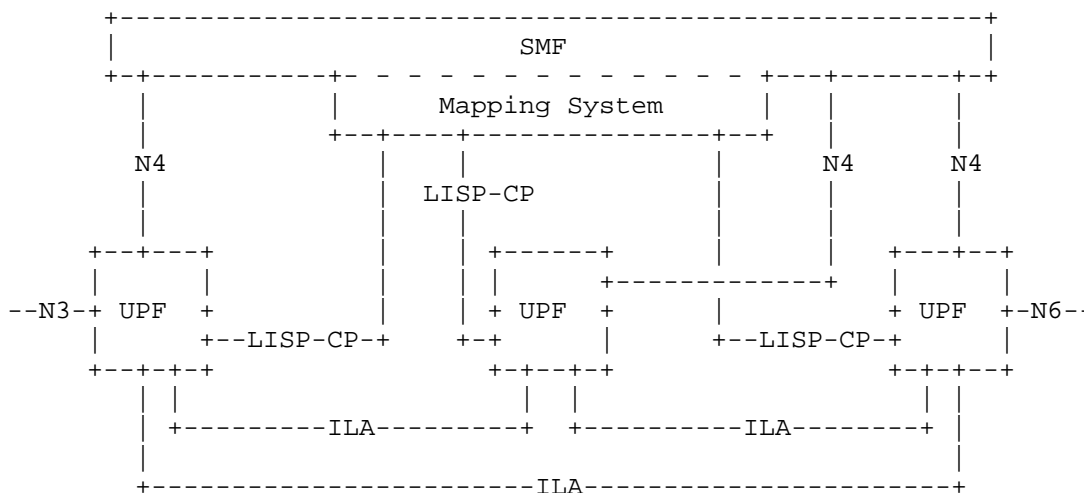 SMF
Mapping System
N4 N4 N4
LISP-CP
--N3-+ UPF UPF UPF +-N6--
LISP-CP LISP-CP
ILA ILA
ILA